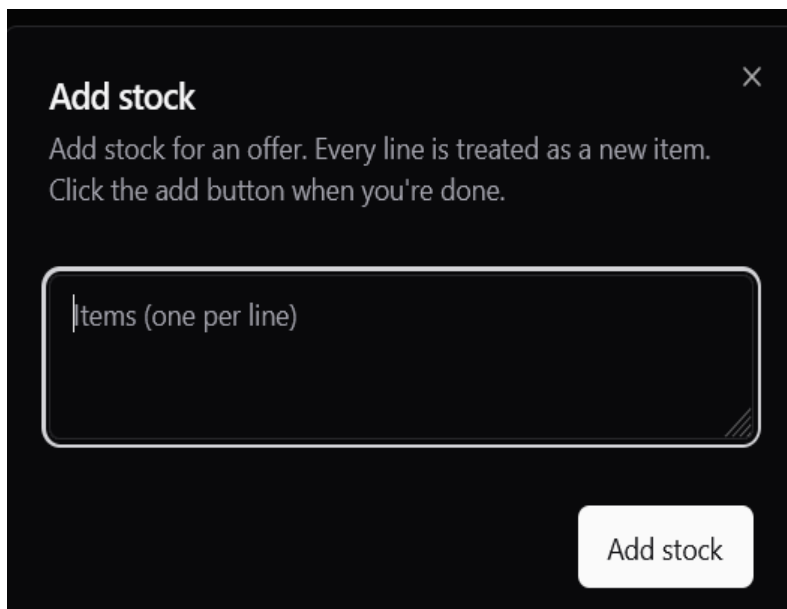 Add stock
Add stock for an offer. Every line is treated as a new item.
Click the add button when you're done.
Items (one per line)
Add stock